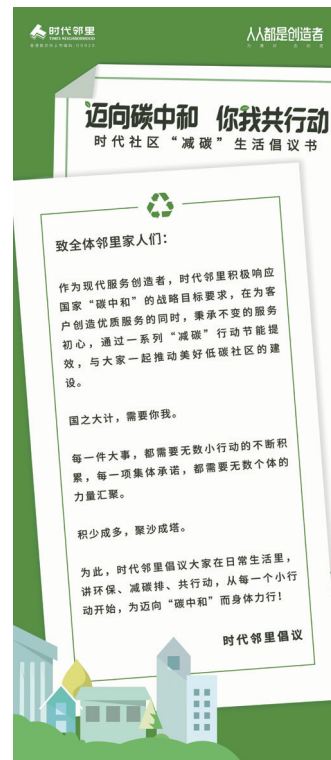 时代邻里
TIMES NEIGHBORHOOD
人人都是创造者
迈向碳中和 你我共行动
时代社区“减碳”生活倡议书
致全体邻里家人们：
作为现代服务创造者，时代邻里积极响应
国家“碳中和”的战略目标要求，在为客
户创造优质服务的同时，秉承不变的服务
初心，通过一系列“减碳”行动节能提
效，与大家一起推动美好低碳社区的建
设。
国之大计，需要你我。
每一件大事，都需要无数小行动的不断积
累，每一项集体承诺，都需要无数个体的
力量汇聚。
积少成多，聚沙成塔。
为此，时代邻里倡议大家在日常生活里，
讲环保、减碳排、共行动，从每一个小行
动开始，为迈向“碳中和”而身体力行！
时代邻里倡议